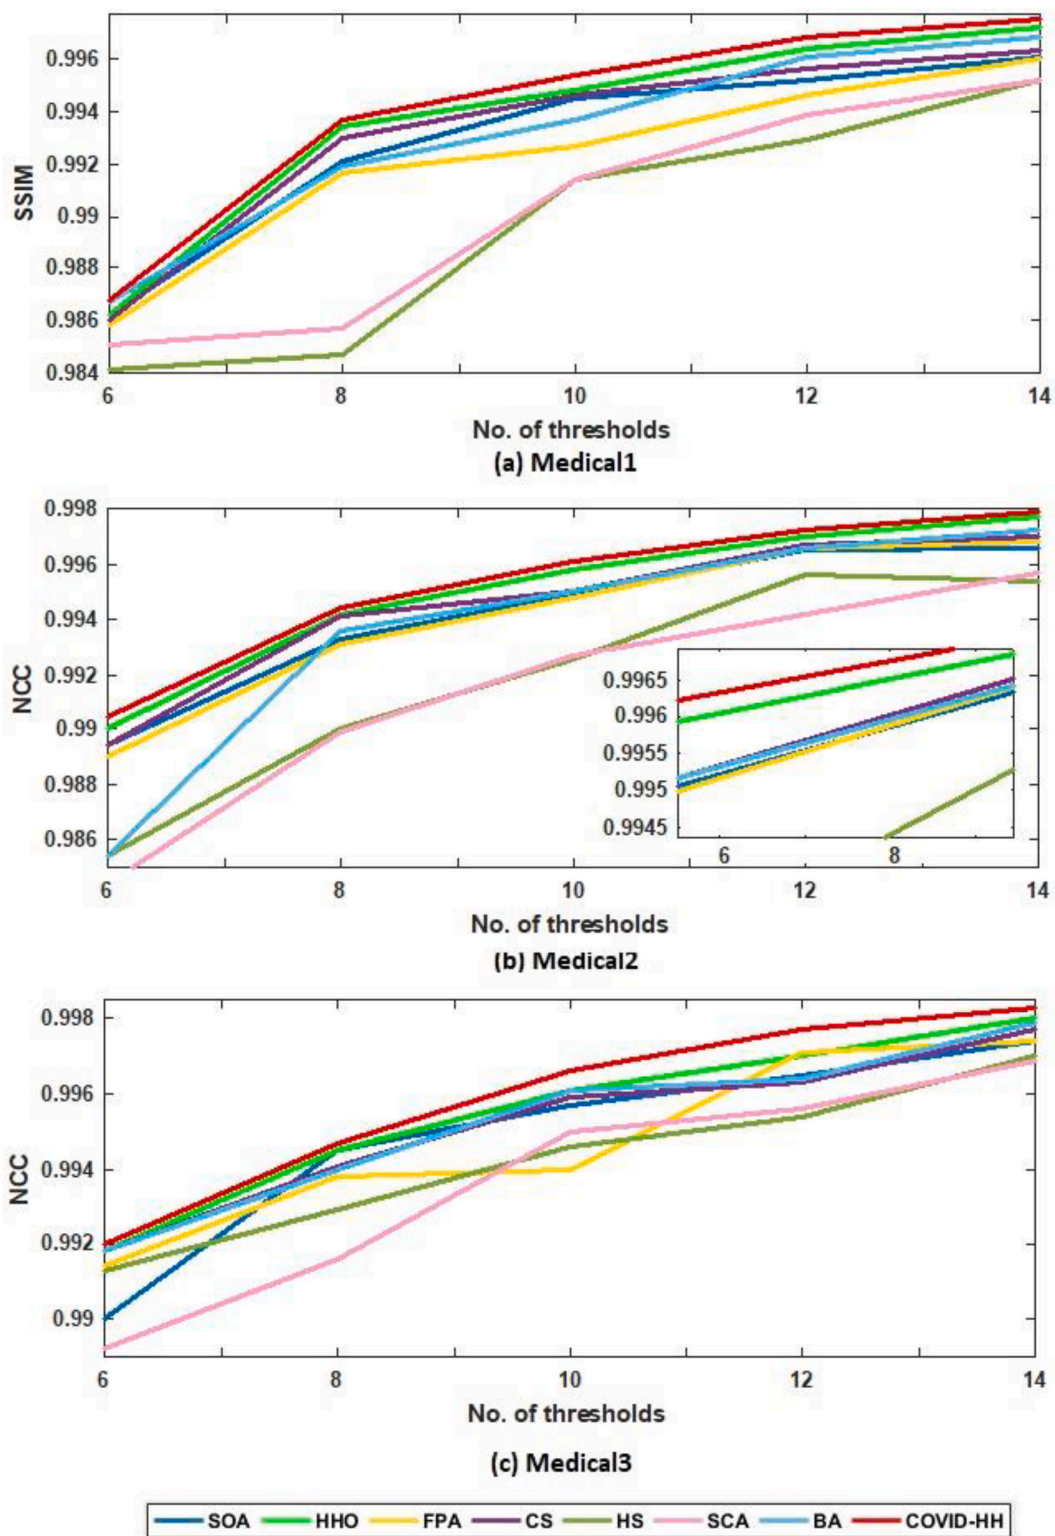 0.996
0.994
0.992
0.99
0.988
0.986
0.984
SSIM
6 8 10 12 14
No. of thresholds
(a) Medical1
0.998
0.996
0.994
0.992
0.99
0.988
0.986
NCC
0.9965
0.996
0.9955
0.995
0.9945
6 8
6 8 10 12 14
No. of thresholds
(b) Medical2
0.998
0.996
0.994
0.992
0.99
NCC
6 8 10 12 14
No. of thresholds
(c) Medical3
SOA HHO FPA CS HS SCA BA COVID-HH